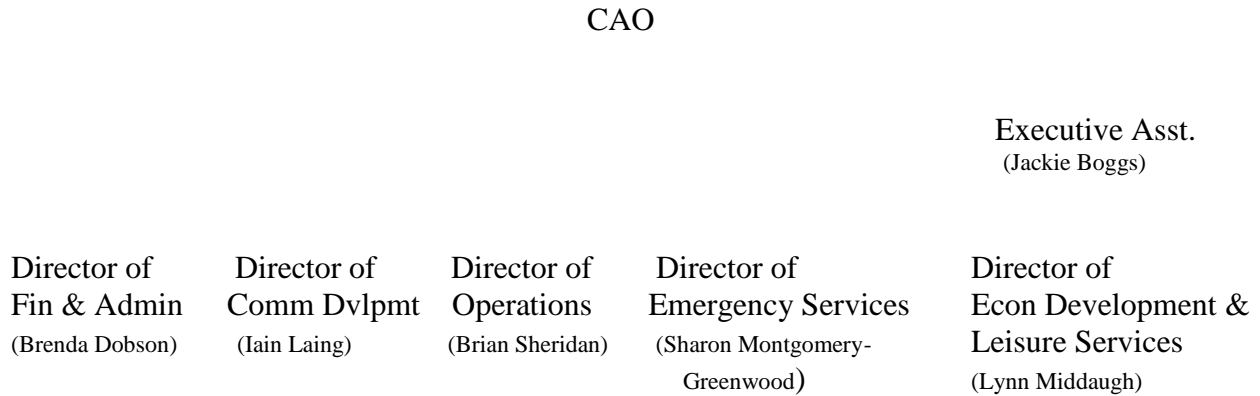 CAO
Executive Asst.
(Jackie Boggs)
Director of Director of Director of Director of Director of
Fin & Admin Comm Dvlpmt Operations Emergency Services Econ Development &
(Brenda Dobson) (Iain Laing) (Brian Sheridan) (Sharon Montgomery- Leisure Services
Greenwood) (Lynn Middaugh)